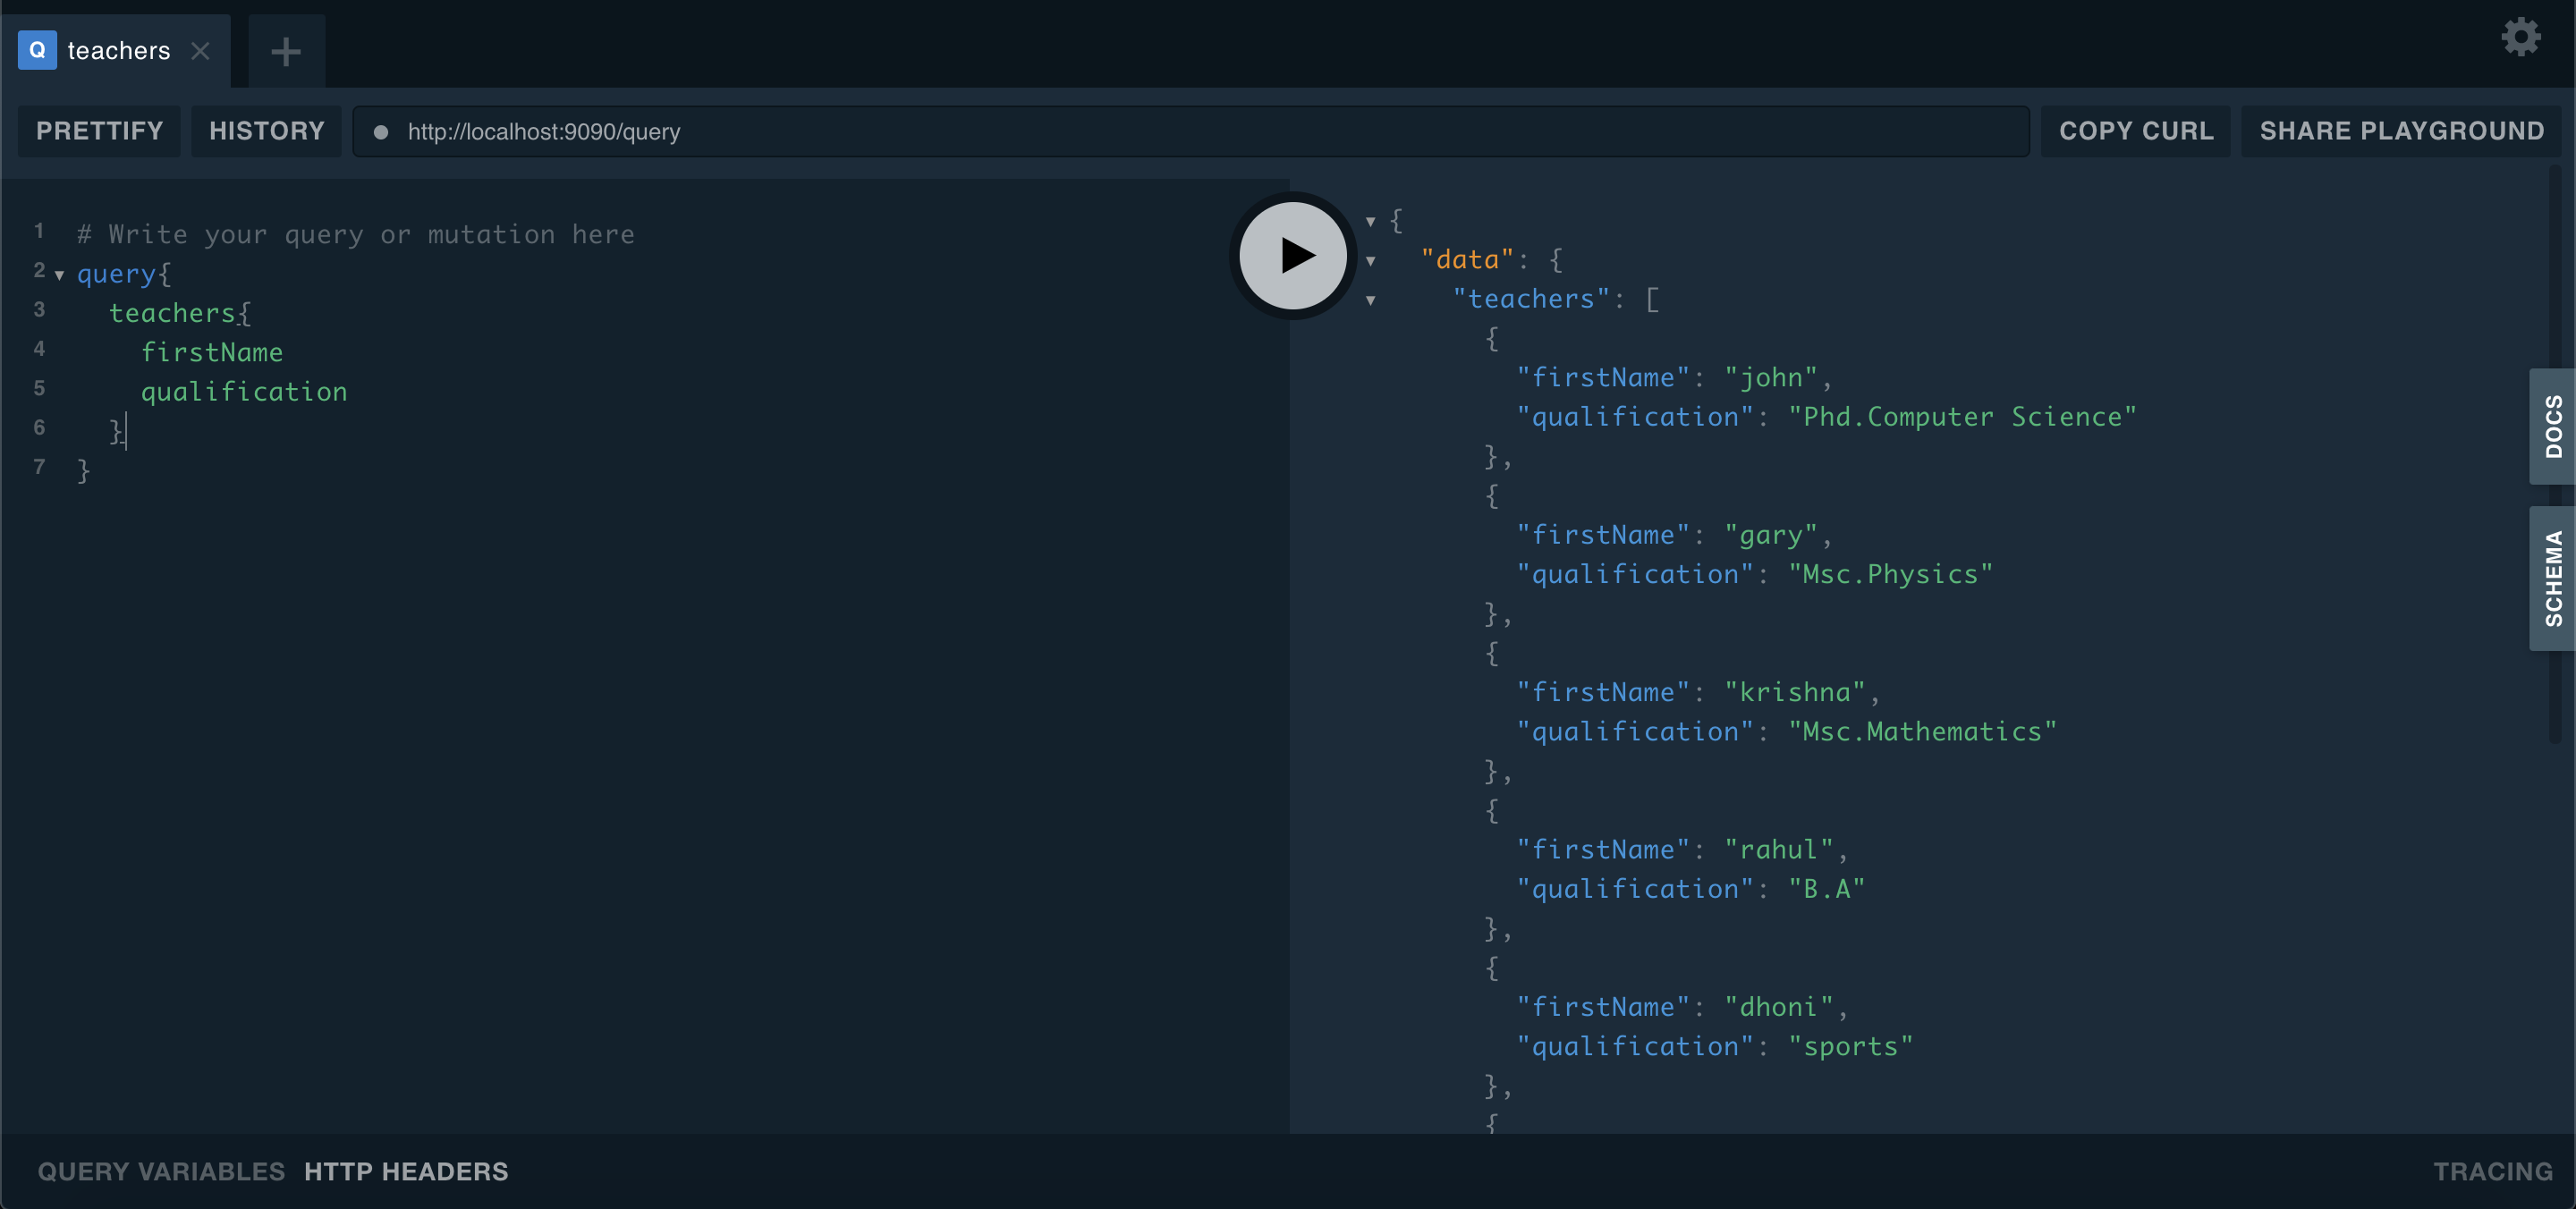 Q teachers
PRETTIFY HISTORY http://localhost:9090/query COPY CURL SHARE PLAYGROUND
1 # Write your query or mutation here
2 query{
3 teachers{
4 firstName
5 qualification
6 }
7 }
{
"data": {
"teachers": [
{
"firstName": "john",
"qualification": "Phd.Computer Science"
},
{
"firstName": "gary",
"qualification": "Msc.Physics"
},
{
"firstName": "krishna",
"qualification": "Msc.Mathematics"
},
{
"firstName": "rahul",
"qualification": "B.A"
},
{
"firstName": "dhoni",
"qualification": "sports"
},
{
DOCS
SCHEMA
QUERY VARIABLES HTTP HEADERS TRACING